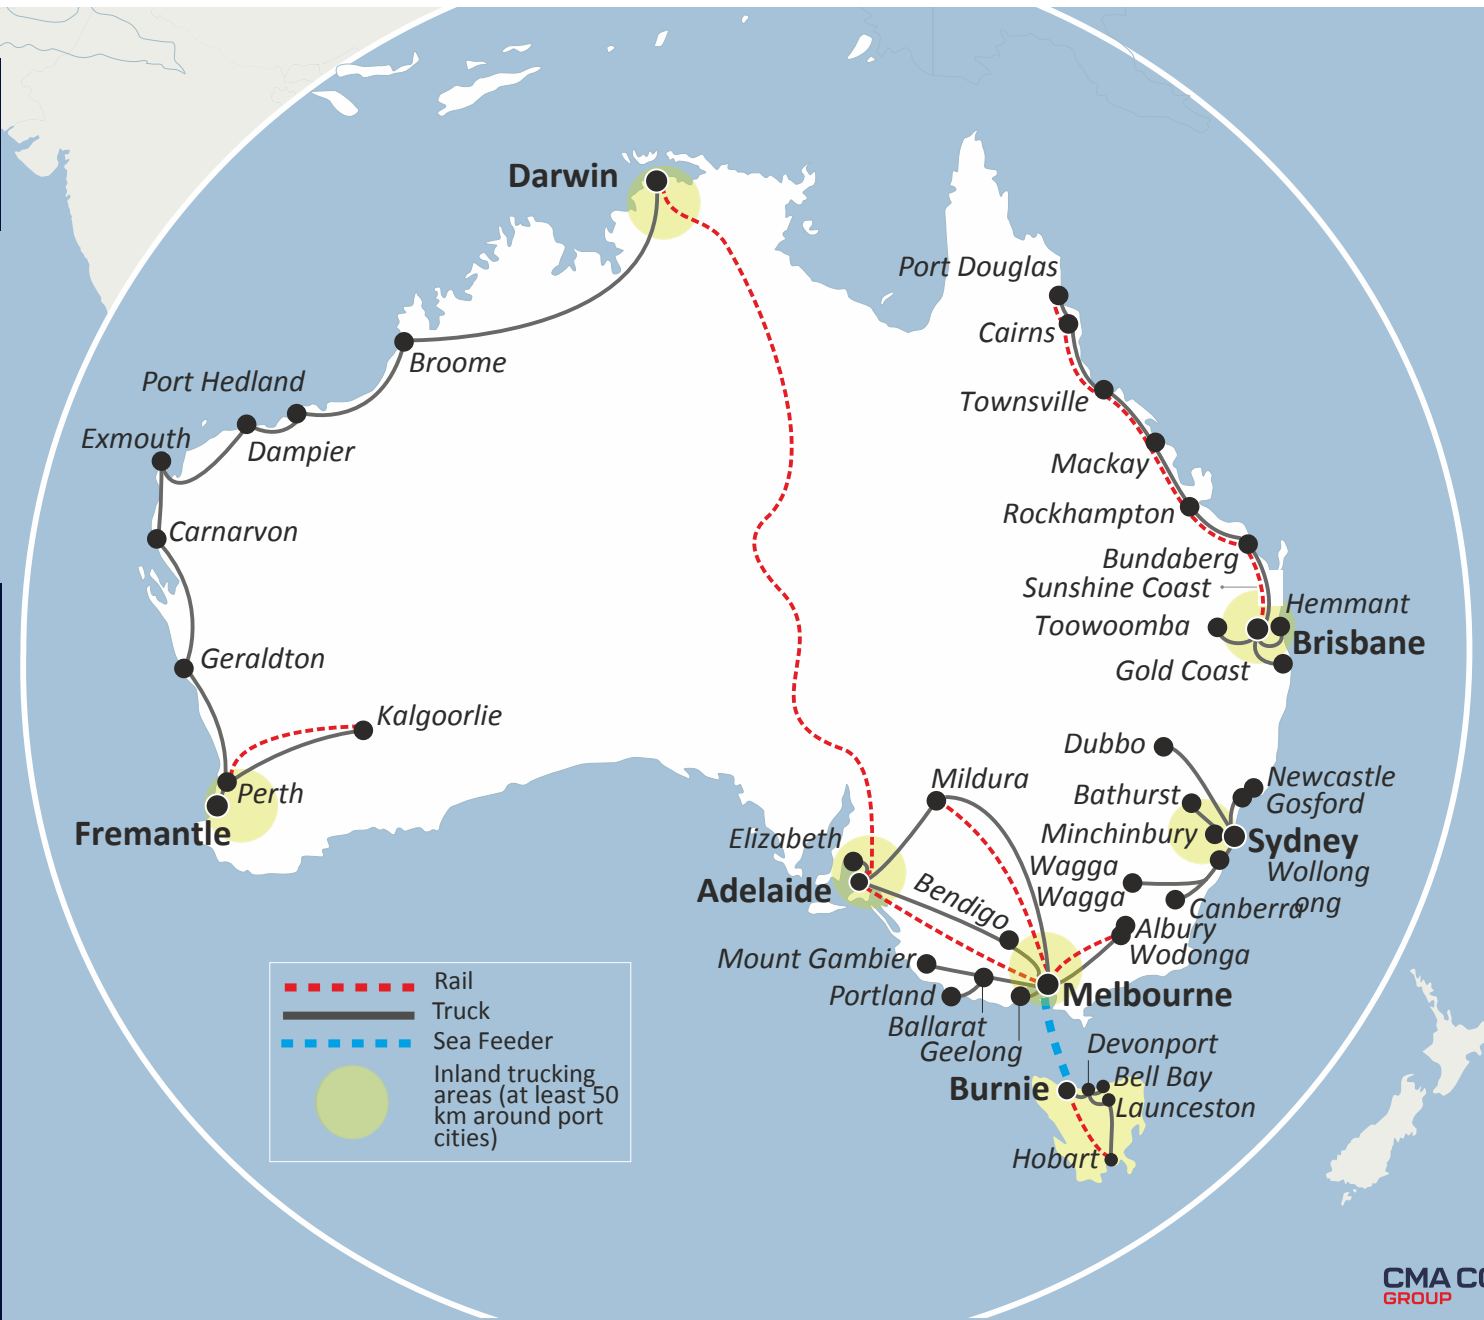 Darwin
Port Douglas
Cairns
Broome
Port Hedland
Townsville
Exmouth
Dampier
Mackay
Rockhampton
Carnarvon
Bundaberg
Sunshine Coast
Hemmant
Toowoomba
Brisbane
Geraldton
Gold Coast
Kalgoorlie
Dubbo
Mildura
Newcastle
Bathurst
Gosford
Perth
Fremantle
Elizabeth
Minchinbury
Sydney
Wagga
Wagga
Wollong
ong
Adelaide
Bendigo
Canberra
Albury
Wodonga
Mount Gambier
Portland
Melbourne
Ballarat
Geelong
Devonport
Burnie
Bell Bay
Launceston
Hobart
Rail
Truck
Sea Feeder
Inland trucking
areas (at least 50
km around port
cities)
CMA
GROUP